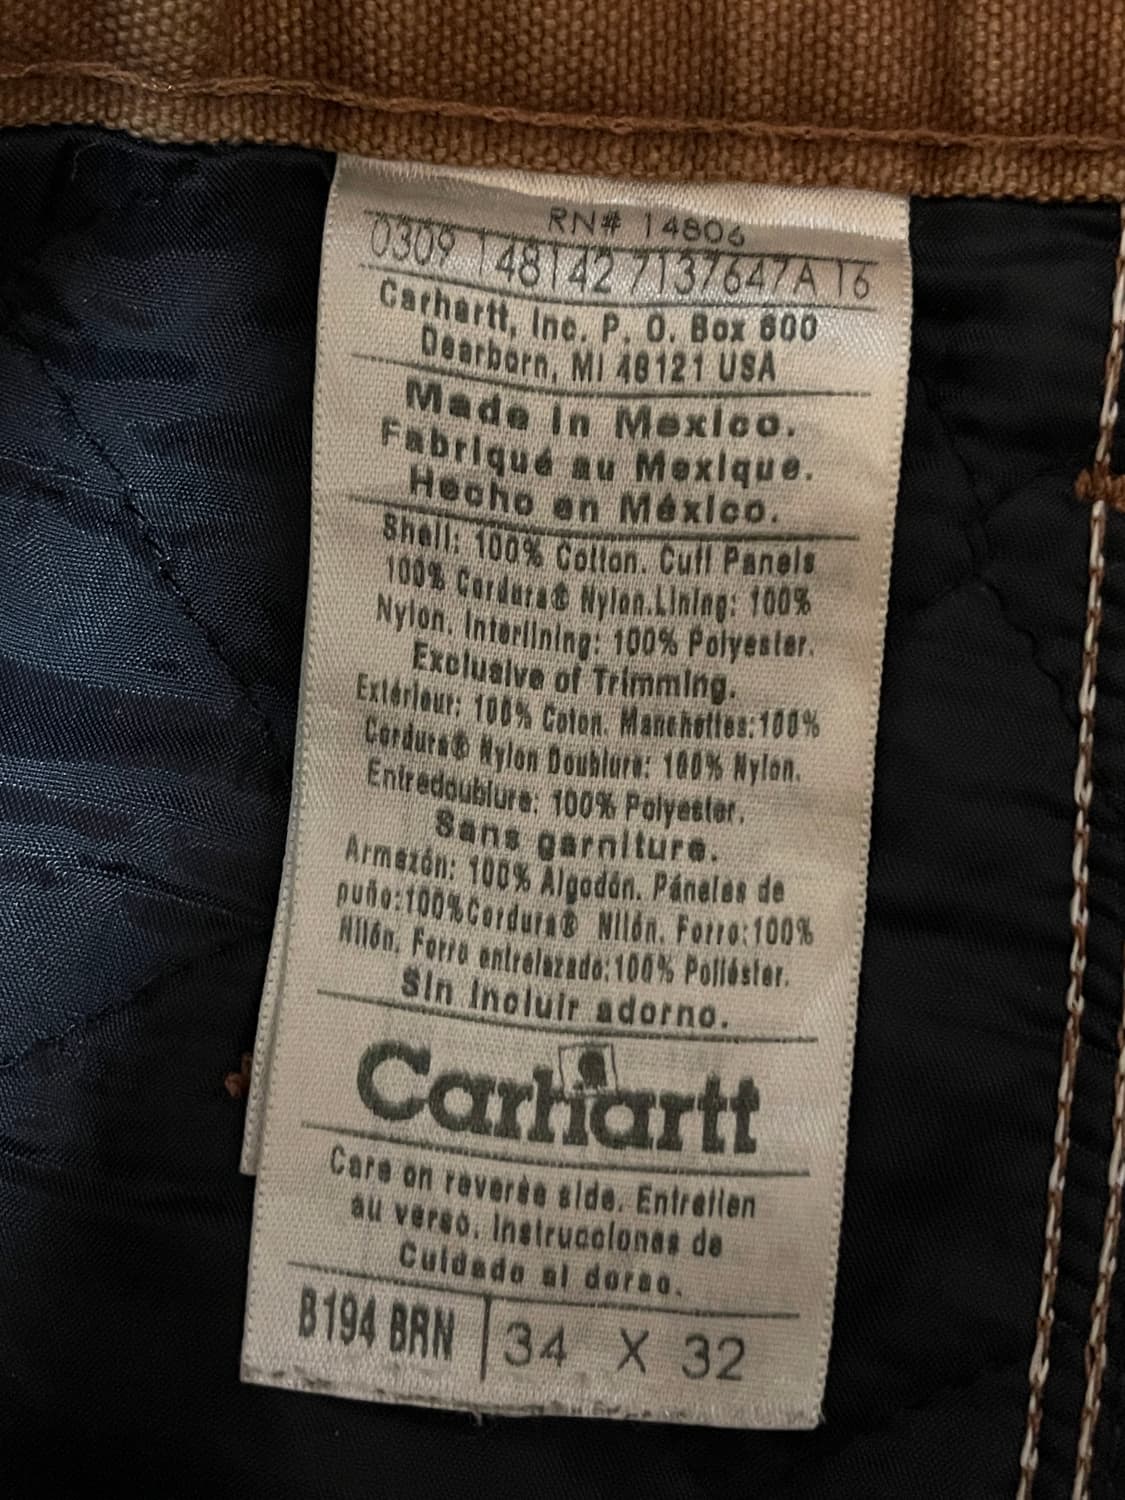 RN# 14806
0309 148142 7137647A 16
Carhartt, Inc. P. O. Box 600
Dearborn, MI 48121 USA
Made in Mexico.
Fabriqué au Mexique.
Hecho en México.
Shell: 100% Cotton. Cuff Panels
100% Cordura® Nylon.Lining: 100%
Nylon. Interlining: 100% Polyester.
Exclusive of Trimming.
Extérieur: 100% Coton. Manchettes:100%
Cordura® Nylon Doublure: 100% Nylon.
Entredoublure: 100% Polyester.
Sans garniture.
Armazón: 100% Algodón. Páneles de
puño:100%Cordura® Nilón. Forro:100%
Nilón. Forro entrelazado:100% Poliéster.
Sin incluir adorno.
Carhartt
Care on reverse side. Entretien
au verso. Instrucciones de
Cuidado al dorso.
B194 BRN 34 X 32